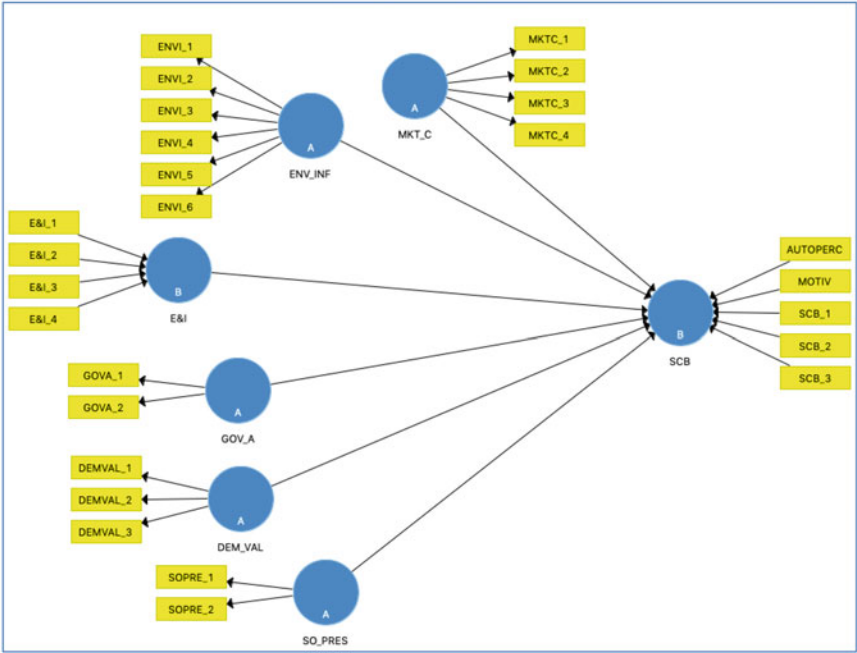 ENVI_1
ENVI_2
ENVI_3
ENVI_4
ENVI_5
ENVI_6
A
ENV_INF
A
MKT_C
MKTC_1
MKTC_2
MKTC_3
MKTC_4
E&I_1
E&I_2
E&I_3
E&I_4
B
E&I
AUTOPERC
MOTIV
SCB_1
SCB_2
SCB_3
B
SCB
GOVA_1
GOVA_2
A
GOV_A
DEMVAL_1
DEMVAL_2
DEMVAL_3
A
DEM_VAL
SOPRE_1
SOPRE_2
A
SO_PRES